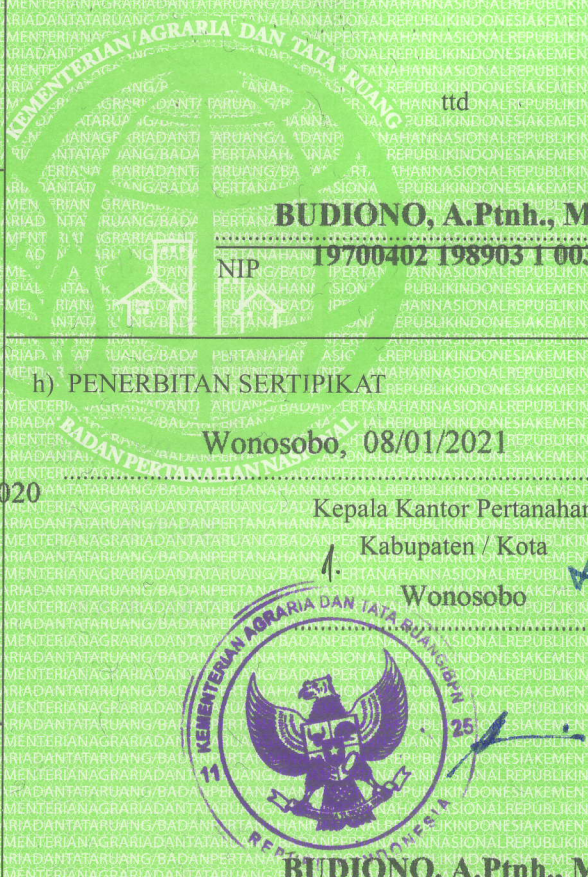 KEMENTERIAN AGRARIA DAN TATA RUANG
ttd
BUDIONO, A.Ptnh., M
NIP 19700402 198903 1 003
h) PENERBITAN SERTIPIKAT
BADAN PERTANAHAN NASIONAL
Wonosobo, 08/01/2021
020
Kepala Kantor Pertanahan
Kabupaten / Kota
1.
Wonosobo
KEMENTERIAN AGRARIA DAN TATA RUANG/BPN
11 25
REPUBLIK INDONESIA
BUDIONO, A.Ptnh., M